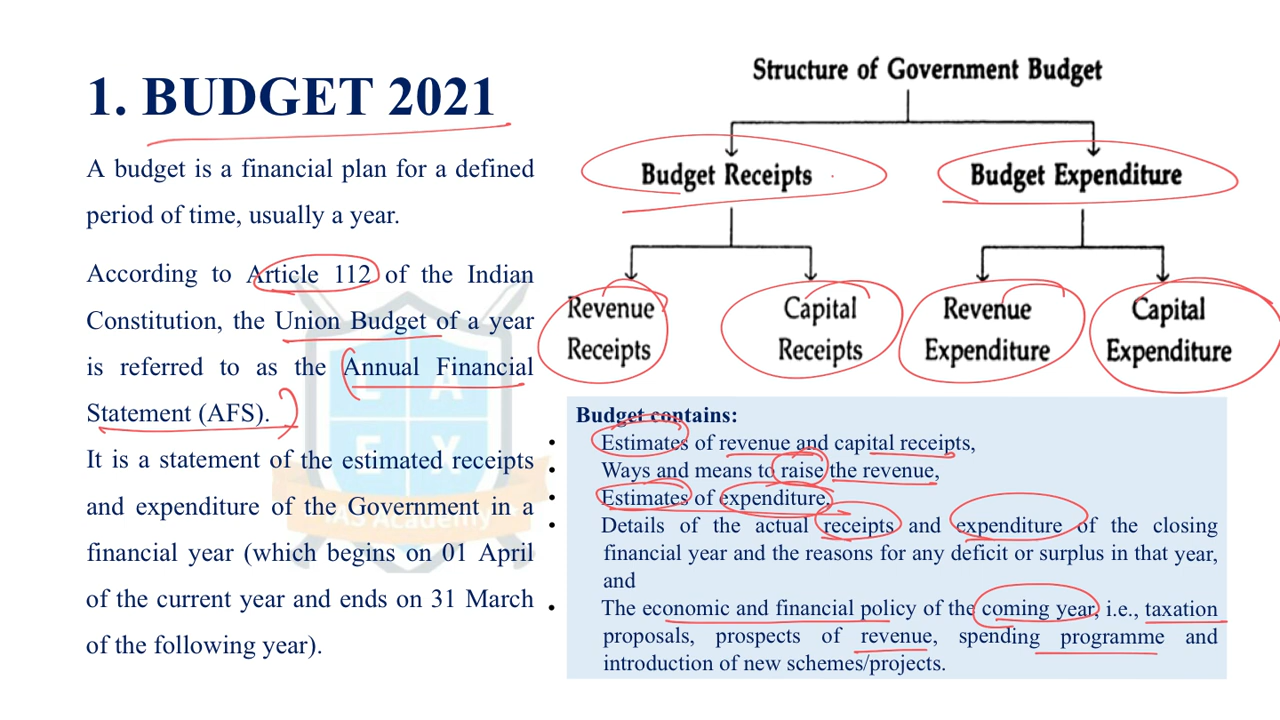 1. BUDGET 2021
A budget is a financial plan for a defined
period of time, usually a year.
According to Article 112 of the Indian
Constitution, the Union Budget of a year
is referred to as the Annual Financial
Statement (AFS).
It is a statement of the estimated receipts
and expenditure of the Government in a
financial year (which begins on 01 April
of the current year and ends on 31 March
of the following year).
L A
E X
IAS Academy
Structure of Government Budget
Budget Receipts
Budget Expenditure
Revenue
Receipts
Capital
Receipts
Revenue
Expenditure
Capital
Expenditure
Budget contains:
• Estimates of revenue and capital receipts,
• Ways and means to raise the revenue,
• Estimates of expenditure,
• Details of the actual receipts and expenditure of the closing
financial year and the reasons for any deficit or surplus in that year,
and
• The economic and financial policy of the coming year, i.e., taxation
proposals, prospects of revenue, spending programme and
introduction of new schemes/projects.